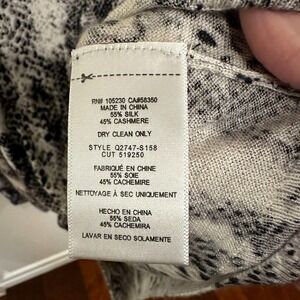 RN# 105230 CA#58350
MADE IN CHINA
55% SILK
45% CASHMERE
DRY CLEAN ONLY
STYLE Q2747-S158
CUT 519250
FABRIQUÉ EN CHINE
55% SOIE
45% CACHEMIRE
NETTOYAGE À SEC UNIQUEMENT
HECHO EN CHINA
55% SEDA
45% CACHEMIRA
LAVAR EN SECO SOLAMENTE